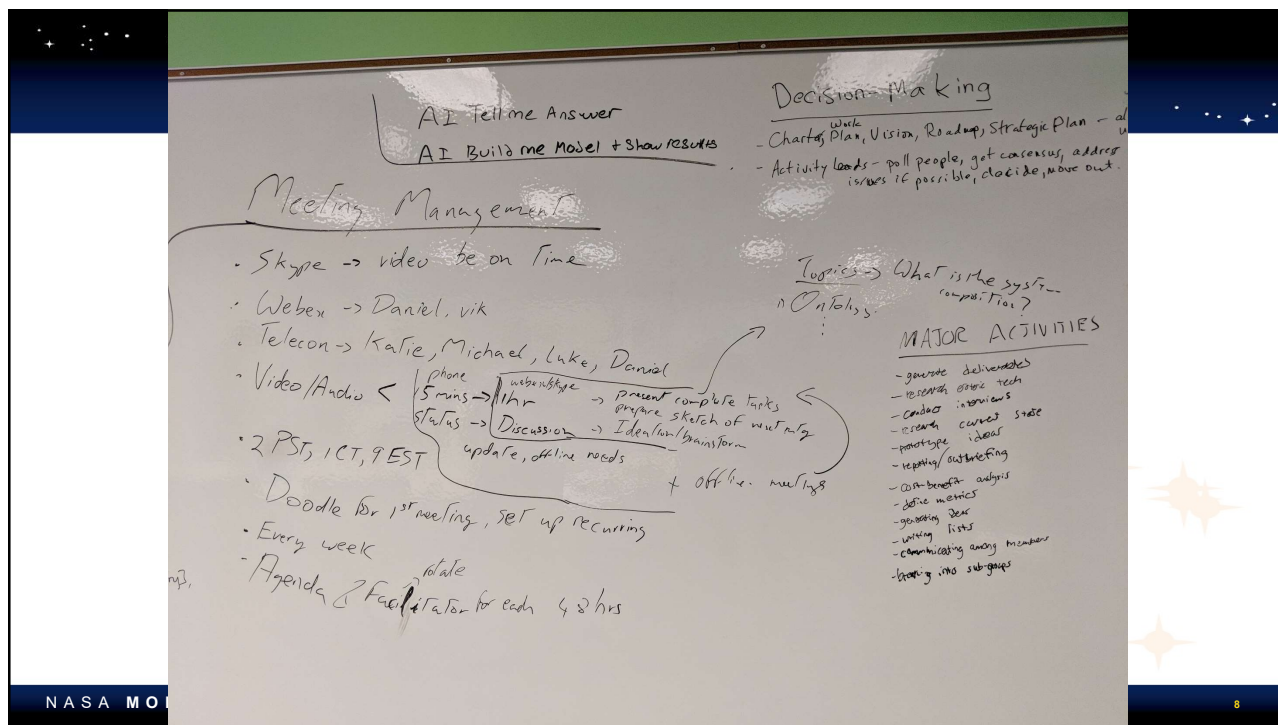 AI Tell me Answer
AI Build me Model + Show results
Decision-Making
Work
- Charter, Plan, Vision, Roadmap, Strategic Plan - al
- Activity leads - poll people, get consensus, address
issues if possible, decide, move out.
Meeting Management
• Skype -> video be on Time
• Webex -> Daniel, vik
• Telecon -> Katie, Michael, Luke, Daniel
• Video/Audio <
phone
15 mins ->
status ->
webex/skype
1hr -> present complete tasks
prepare sketch of next mtg
Discussion -> Ideation/brainstorm
update, offline needs
+ offline meetings
• 2 PST, 1 CT, 9 EST
• Doodle for 1st meeting, set up recurring
• Every week
rotate
- Agenda & Facilitator for each 48 hrs
Topics -> What is the system
composition?
Ontology
MAJOR ACTIVITIES
- generate deliverables
- research exotic tech
- conduct interviews
- research current state
- prototype ideas
- reporting/outbriefing
- cost-benefit analysis
- define metrics
- generating ideas
- writing lists
- communicating among members
- breaking into sub-groups
NASA MO
8